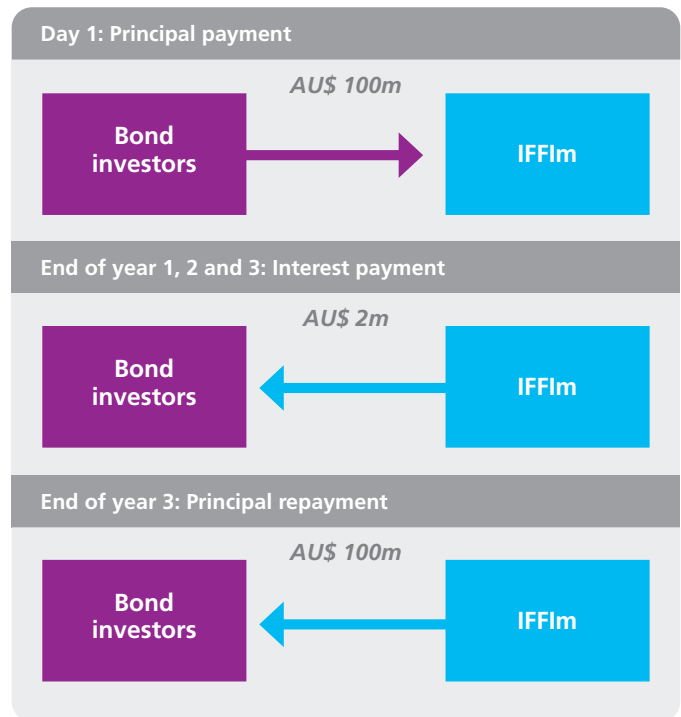 Day 1: Principal payment
AU$ 100m
Bond
investors
IFFIm
End of year 1, 2 and 3: Interest payment
AU$ 2m
Bond
investors
IFFIm
End of year 3: Principal repayment
AU$ 100m
Bond
investors
IFFIm